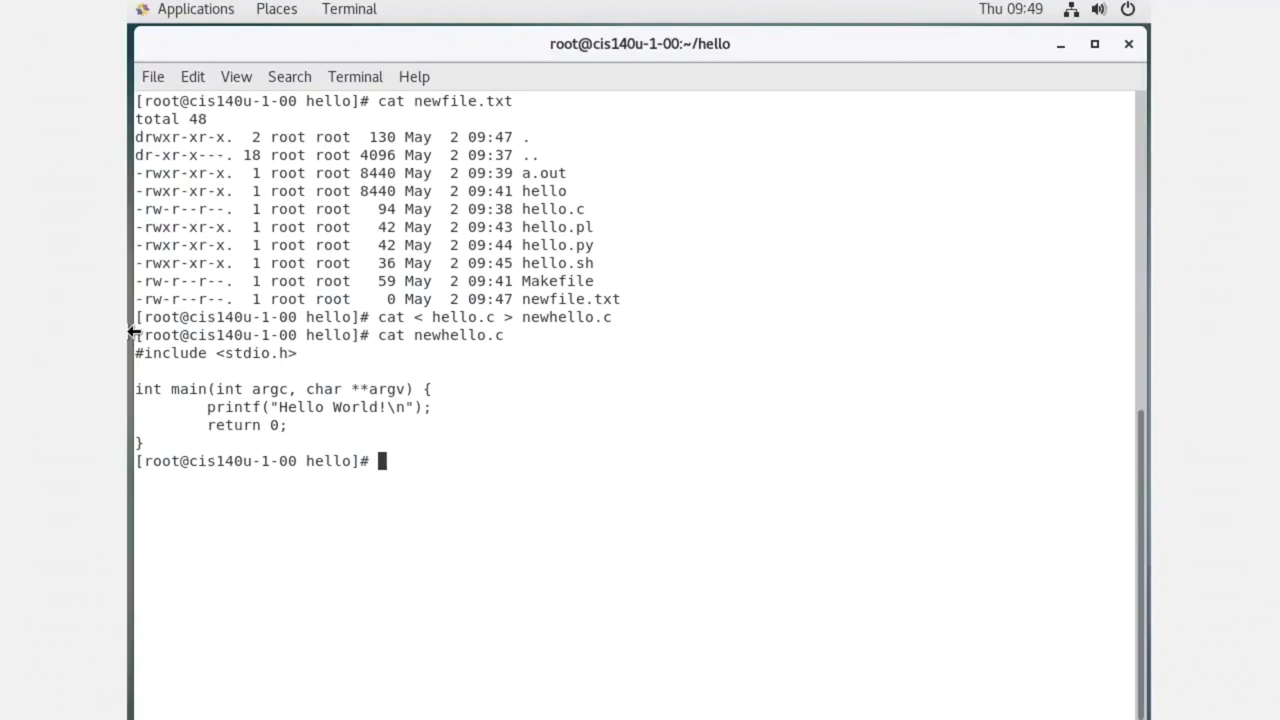 Applications Places Terminal Thu 09:49
root@cis140u-1-00:~/hello
File Edit View Search Terminal Help
[root@cis140u-1-00 hello]# cat newfile.txt
total 48
drwxr-xr-x.  2 root root  130 May  2 09:47 .
dr-xr-x---. 18 root root 4096 May  2 09:37 ..
-rwxr-xr-x.  1 root root 8440 May  2 09:39 a.out
-rwxr-xr-x.  1 root root 8440 May  2 09:41 hello
-rw-r--r--.  1 root root   94 May  2 09:38 hello.c
-rwxr-xr-x.  1 root root   42 May  2 09:43 hello.pl
-rwxr-xr-x.  1 root root   42 May  2 09:44 hello.py
-rwxr-xr-x.  1 root root   36 May  2 09:45 hello.sh
-rw-r--r--.  1 root root   59 May  2 09:41 Makefile
-rw-r--r--.  1 root root    0 May  2 09:47 newfile.txt
[root@cis140u-1-00 hello]# cat < hello.c > newhello.c
[root@cis140u-1-00 hello]# cat newhello.c
#include <stdio.h>
int main(int argc, char **argv) {
        printf("Hello World!\n");
        return 0;
}
[root@cis140u-1-00 hello]#